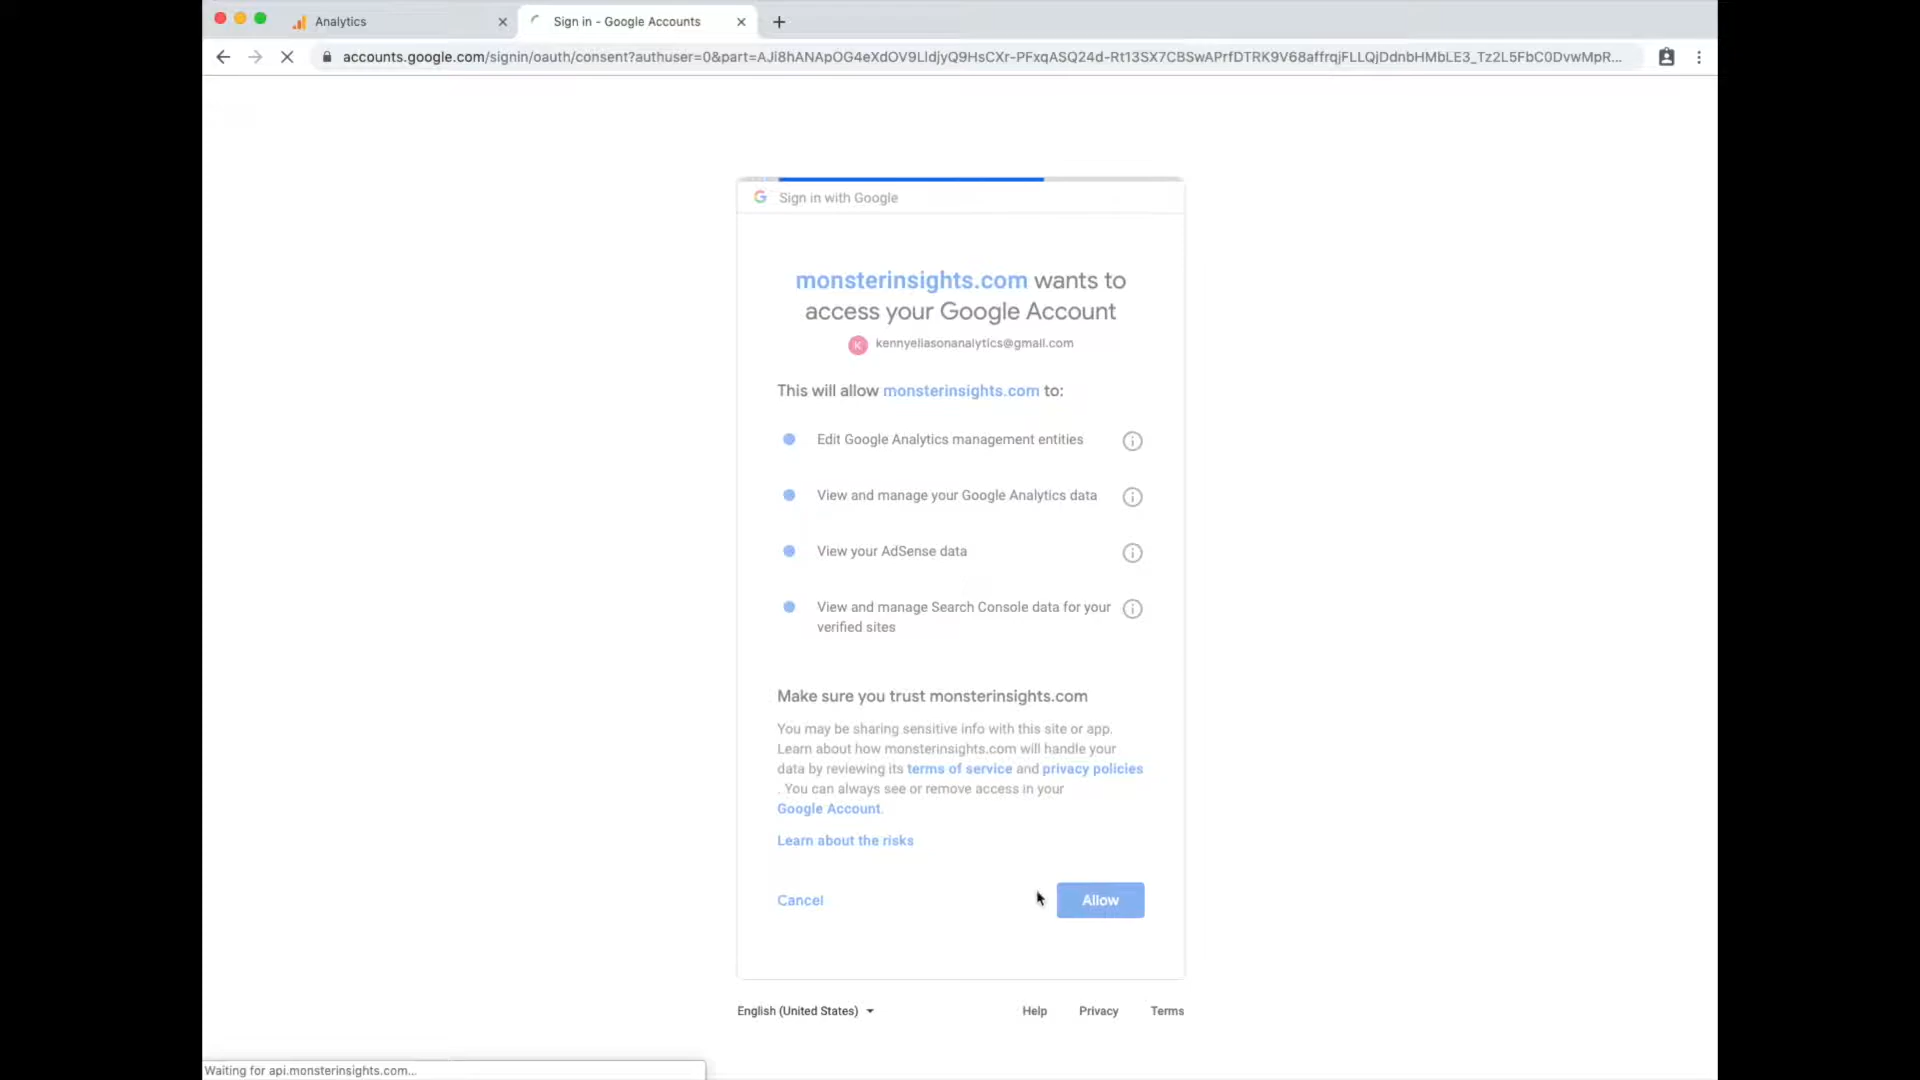 Analytics
Sign in - Google Accounts
accounts.google.com/signin/oauth/consent?authuser=0&part=AJi8hANApOG4eXdOV9LldjyQ9HsCXr-PFxqASQ24d-Rt13SX7CBSwAPrfDTRK9V68affrqjFLLQjDdnbHMbLE3_Tz2L5FbC0DvwMpR...
Sign in with Google
monsterinsights.com wants to
access your Google Account
K kennyeliasonanalytics@gmail.com
This will allow monsterinsights.com to:
Edit Google Analytics management entities
View and manage your Google Analytics data
View your AdSense data
View and manage Search Console data for your
verified sites
Make sure you trust monsterinsights.com
You may be sharing sensitive info with this site or app.
Learn about how monsterinsights.com will handle your
data by reviewing its terms of service and privacy policies
. You can always see or remove access in your
Google Account.
Learn about the risks
Cancel
Allow
English (United States)
Help
Privacy
Terms
Waiting for api.monsterinsights.com...